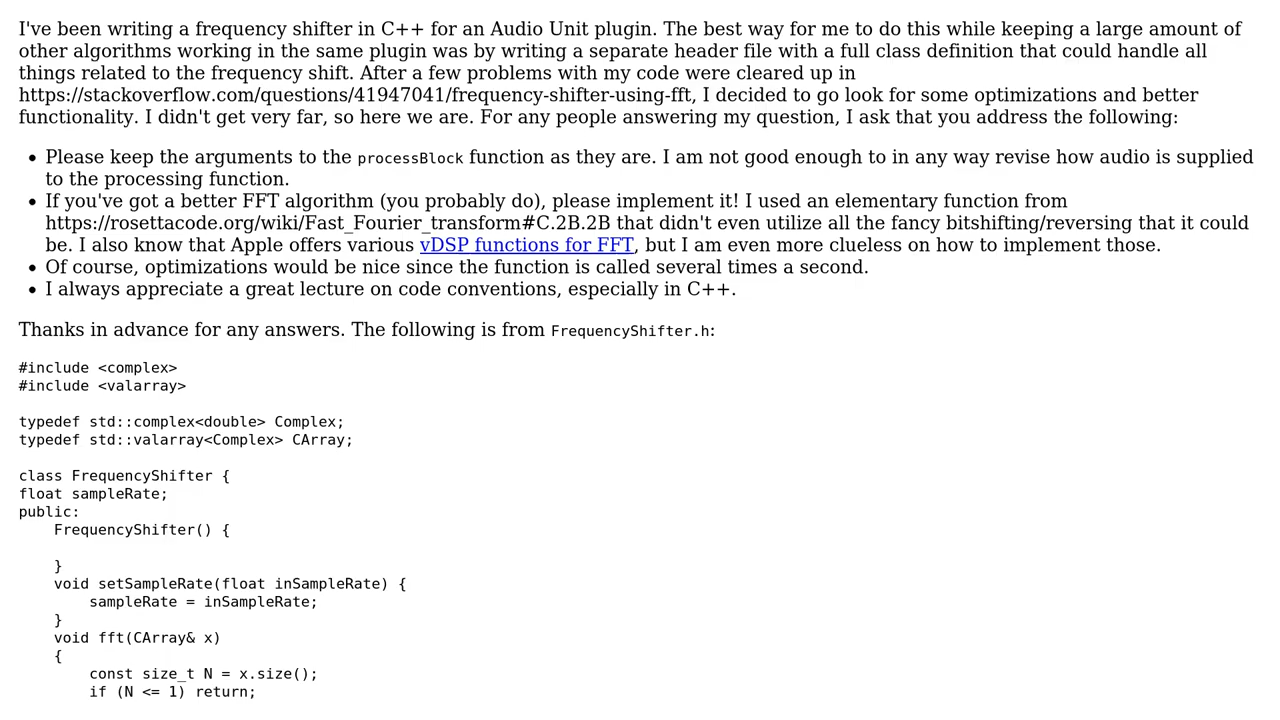 I've been writing a frequency shifter in C++ for an Audio Unit plugin. The best way for me to do this while keeping a large amount of
other algorithms working in the same plugin was by writing a separate header file with a full class definition that could handle all
things related to the frequency shift. After a few problems with my code were cleared up in
https://stackoverflow.com/questions/41947041/frequency-shifter-using-fft, I decided to go look for some optimizations and better
functionality. I didn't get very far, so here we are. For any people answering my question, I ask that you address the following:
• Please keep the arguments to the processBlock function as they are. I am not good enough to in any way revise how audio is supplied
to the processing function.
• If you've got a better FFT algorithm (you probably do), please implement it! I used an elementary function from
https://rosettacode.org/wiki/Fast_Fourier_transform#C.2B.2B that didn't even utilize all the fancy bitshifting/reversing that it could
be. I also know that Apple offers various vDSP functions for FFT, but I am even more clueless on how to implement those.
• Of course, optimizations would be nice since the function is called several times a second.
• I always appreciate a great lecture on code conventions, especially in C++.
Thanks in advance for any answers. The following is from FrequencyShifter.h:
#include <complex>
#include <valarray>
typedef std::complex<double> Complex;
typedef std::valarray<Complex> CArray;
class FrequencyShifter {
float sampleRate;
public:
    FrequencyShifter() {
    }
    void setSampleRate(float inSampleRate) {
        sampleRate = inSampleRate;
    }
    void fft(CArray& x)
    {
        const size_t N = x.size();
        if (N <= 1) return;